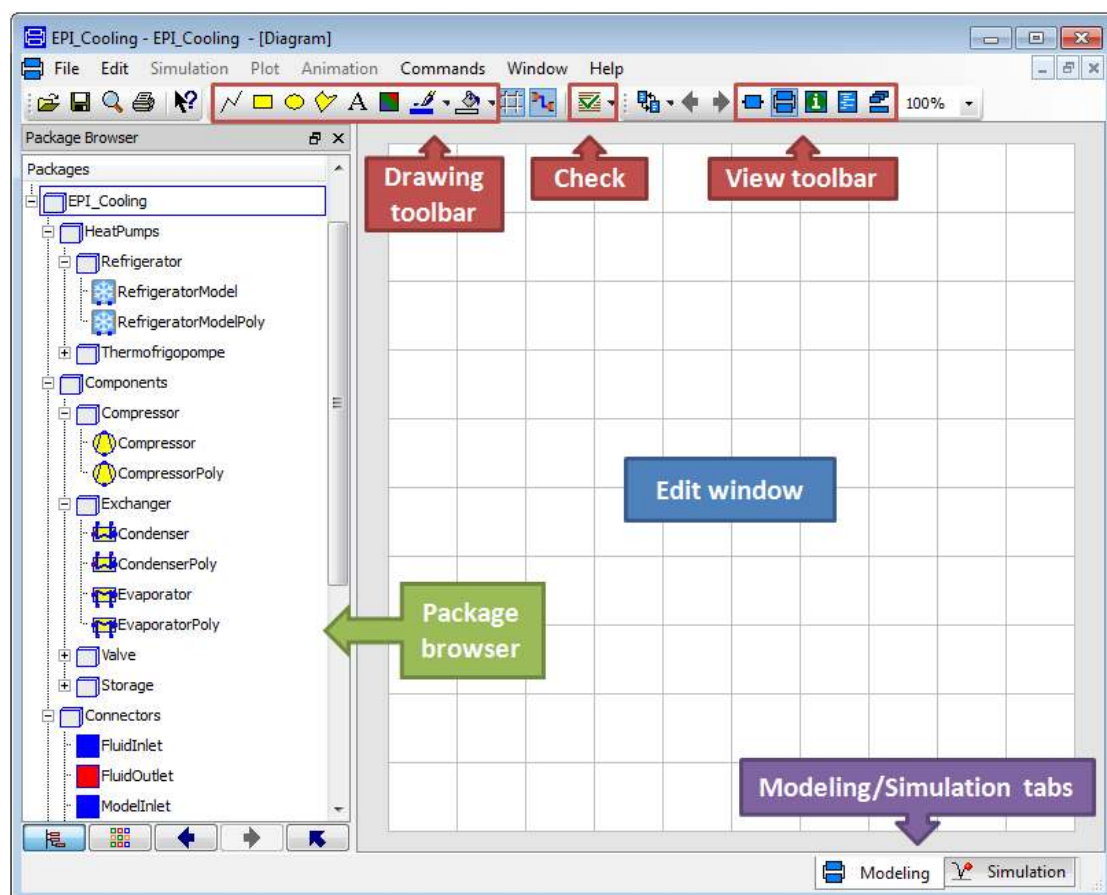 EPI_Cooling - EPI_Cooling - [Diagram]
File Edit Simulation Plot Animation Commands Window Help
A 100%
Package Browser
Packages
EPI_Cooling
HeatPumps
Refrigerator
RefrigeratorModel
RefrigeratorModelPoly
Thermofrigopompe
Components
Compressor
Compressor
CompressorPoly
Exchanger
Condenser
CondenserPoly
Evaporator
EvaporatorPoly
Valve
Storage
Connectors
FluidInlet
FluidOutlet
ModelInlet
Drawing
toolbar
Check
View toolbar
Edit window
Package
browser
Modeling/Simulation tabs
Modeling Simulation